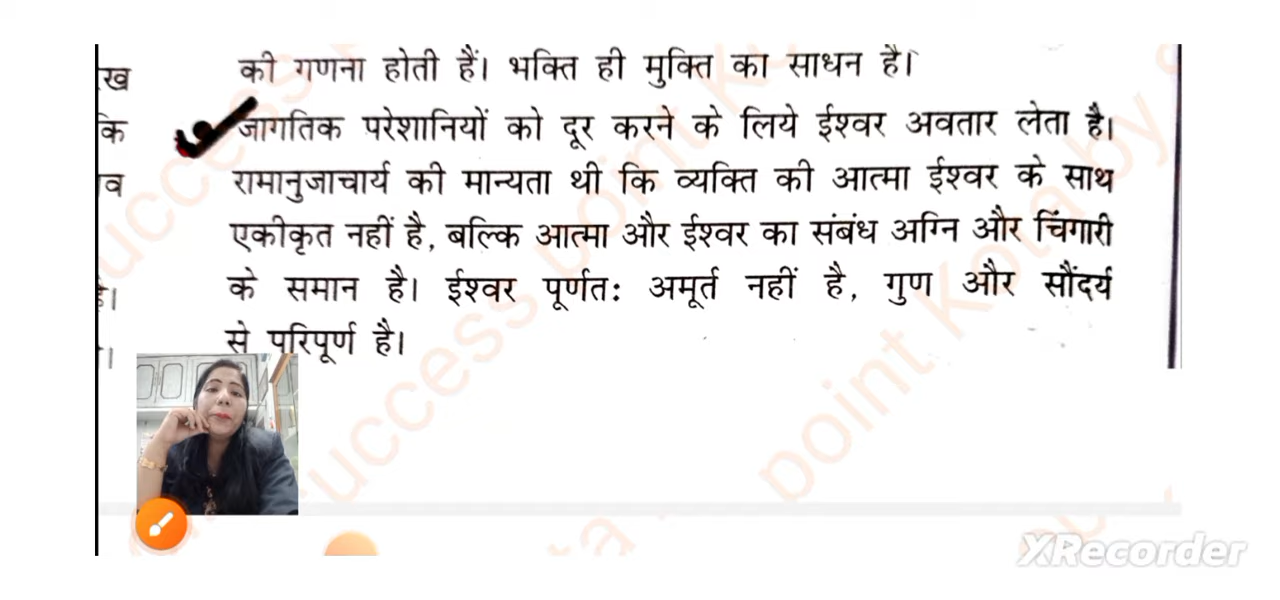 की गणना होती हैं। भक्ति ही मुक्ति का साधन है।
जागतिक परेशानियों को दूर करने के लिये ईश्वर अवतार लेता है।
रामानुजाचार्य की मान्यता थी कि व्यक्ति की आत्मा ईश्वर के साथ
एकीकृत नहीं है, बल्कि आत्मा और ईश्वर का संबंध अग्नि और चिंगारी
के समान है। ईश्वर पूर्णतः अमूर्त नहीं है, गुण और सौंदर्य
से परिपूर्ण है।
XRecorder